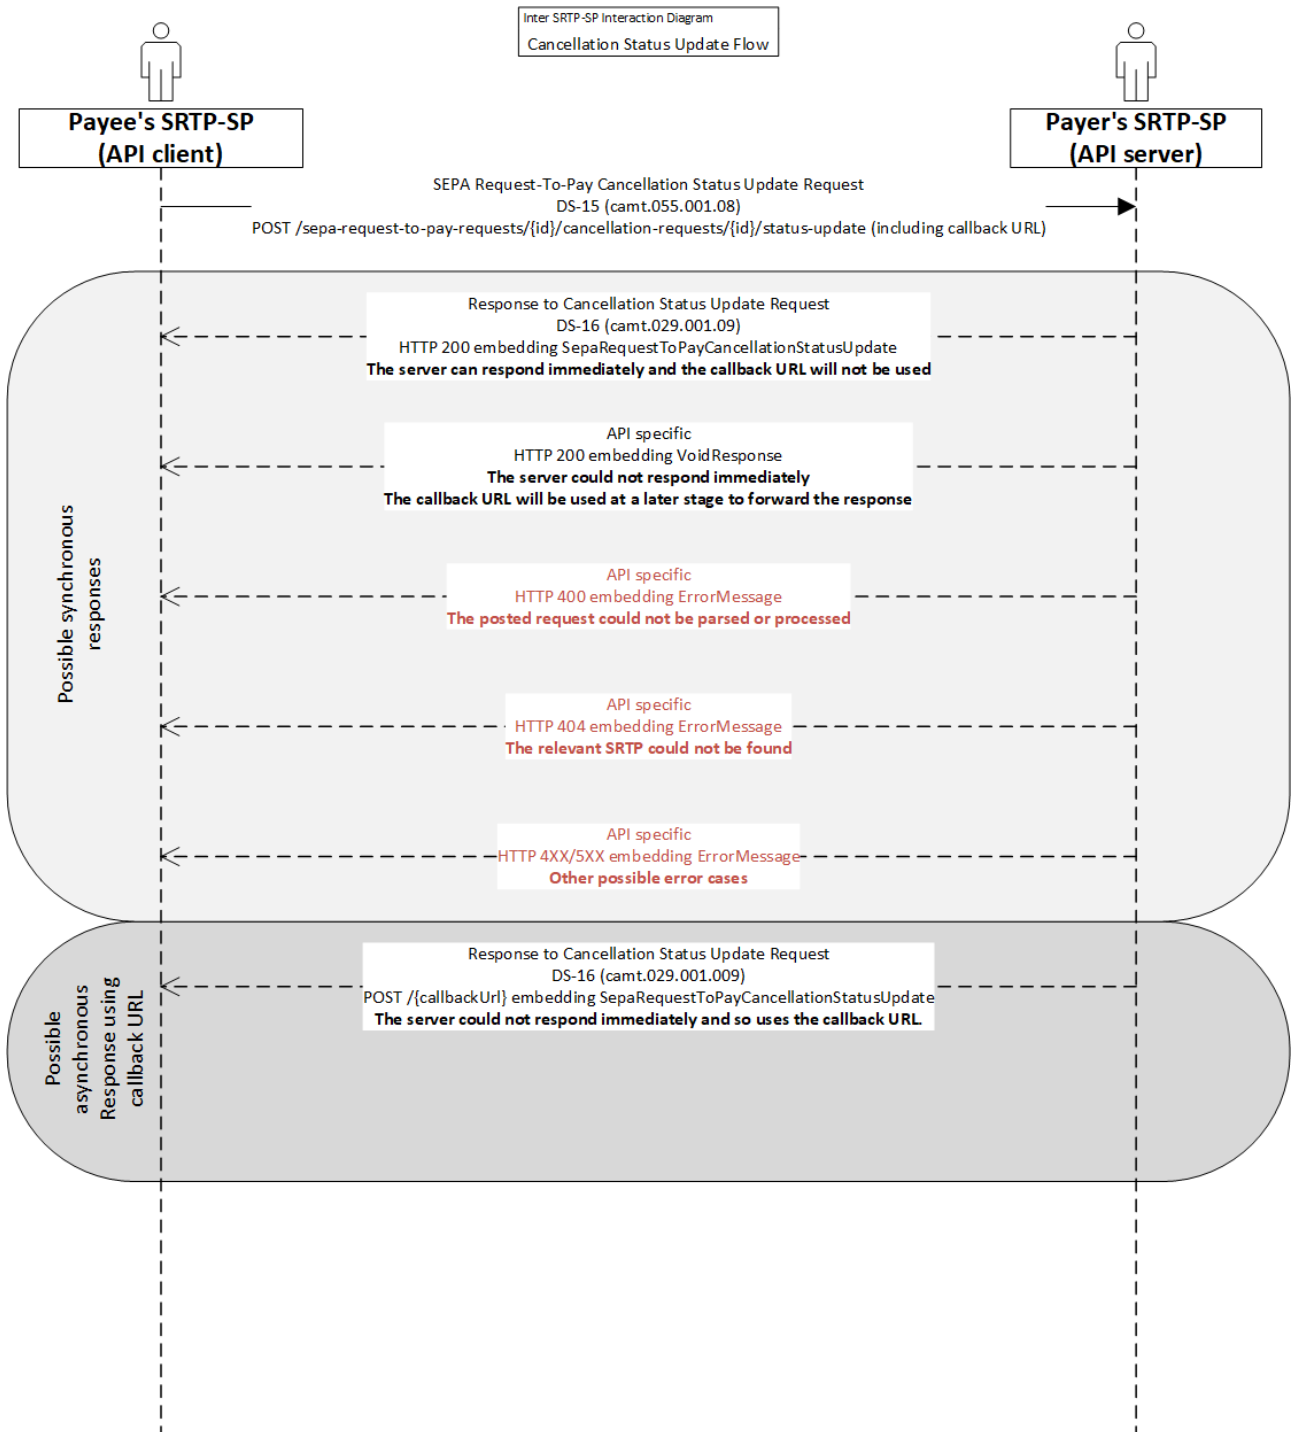 Inter SRTP-SP Interaction Diagram
Cancellation Status Update Flow
Payee's SRTP-SP
(API client)
Payer's SRTP-SP
(API server)
SEPA Request-To-Pay Cancellation Status Update Request
DS-15 (camt.055.001.08)
POST /sepa-request-to-pay-requests/{id}/cancellation-requests/{id}/status-update (including callback URL)
Possible synchronous
responses
Response to Cancellation Status Update Request
DS-16 (camt.029.001.09)
HTTP 200 embedding SepaRequestToPayCancellationStatusUpdate
The server can respond immediately and the callback URL will not be used
API specific
HTTP 200 embedding VoidResponse
The server could not respond immediately
The callback URL will be used at a later stage to forward the response
API specific
HTTP 400 embedding ErrorMessage
The posted request could not be parsed or processed
API specific
HTTP 404 embedding ErrorMessage
The relevant SRTP could not be found
API specific
HTTP 4XX/5XX embedding ErrorMessage
Other possible error cases
Possible
asynchronous
Response using
callback URL
Response to Cancellation Status Update Request
DS-16 (camt.029.001.009)
POST /{callbackUrl} embedding SepaRequestToPayCancellationStatusUpdate
The server could not respond immediately and so uses the callback URL.